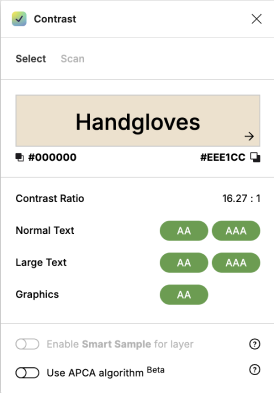 Contrast
Select Scan
Handgloves
#000000 #EEE1CC
Contrast Ratio 16.27 : 1
Normal Text AA AAA
Large Text AA AAA
Graphics AA
Enable Smart Sample for layer ?
Use APCA algorithm Beta ?